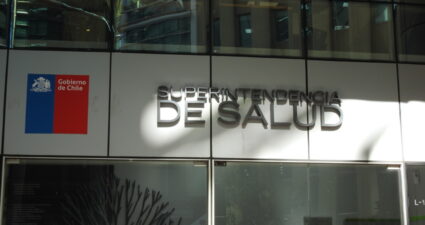 Gobierno
de Chile
SUPERINTENDENCIA
DE SALUD